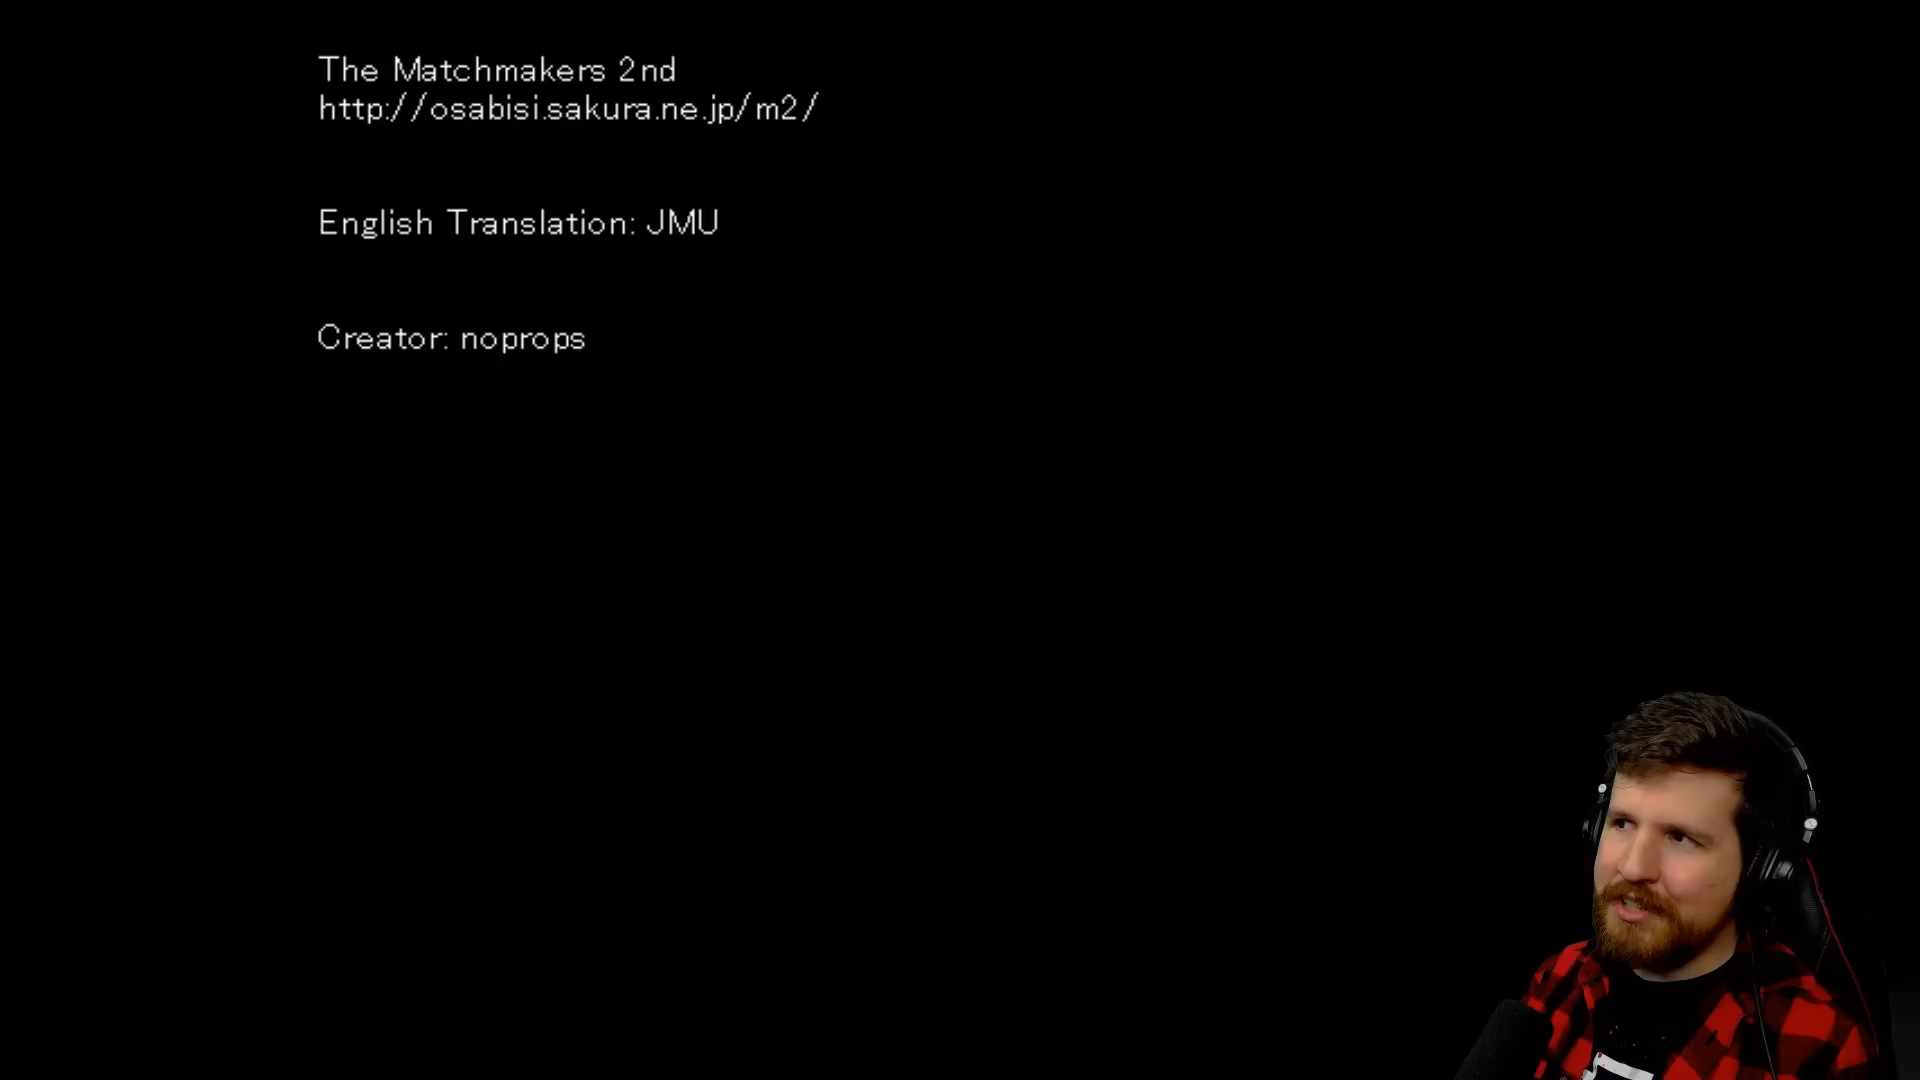 The Matchmakers 2nd
http://osabisi.sakura.ne.jp/m2/
English Translation: JMU
Creator: noprops